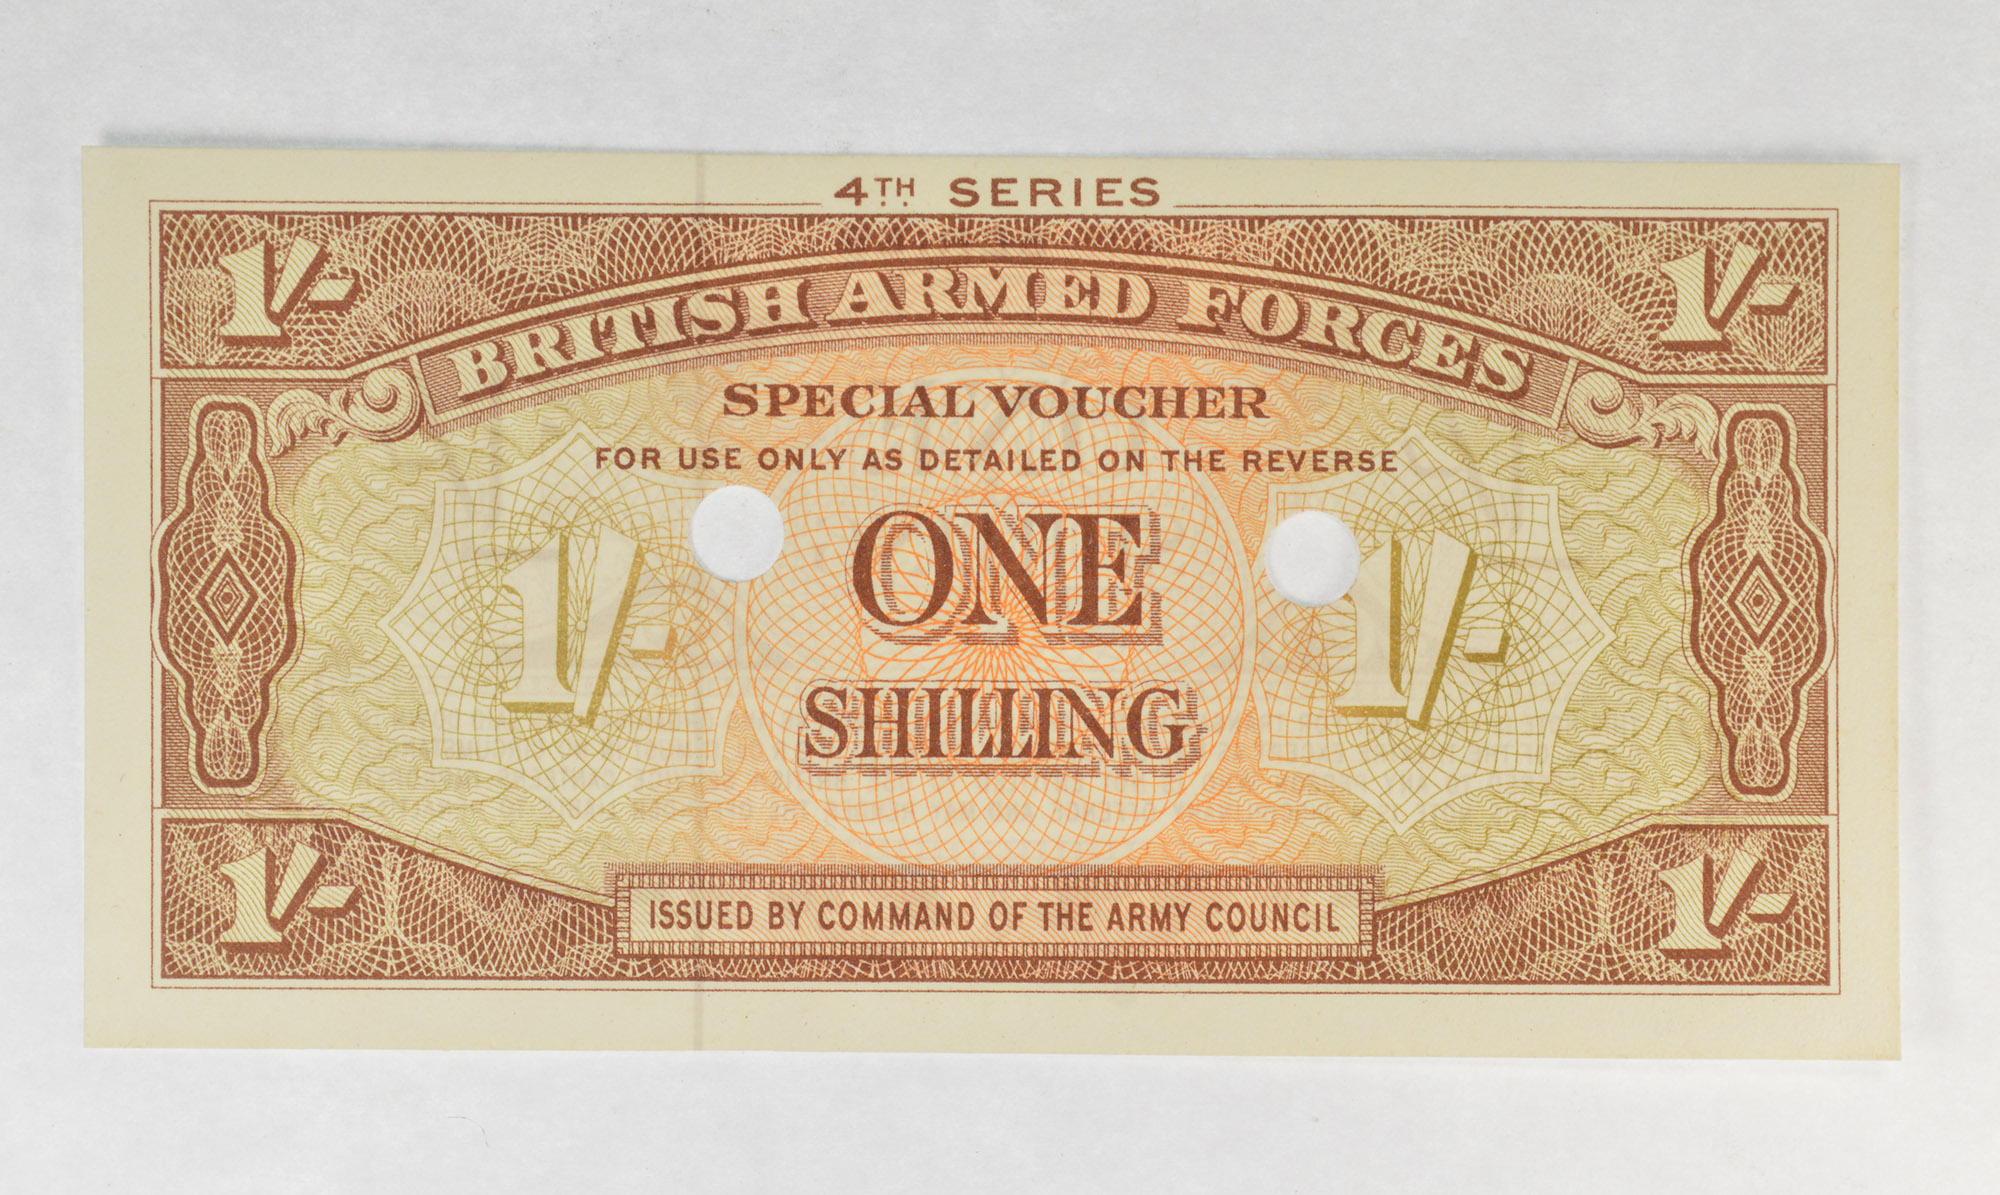 4TH SERIES
1/- 1/-
BRITISH ARMED FORCES
SPECIAL VOUCHER
FOR USE ONLY AS DETAILED ON THE REVERSE
1/- ONE 1/-
SHILLING
1/- 1/-
ISSUED BY COMMAND OF THE ARMY COUNCIL